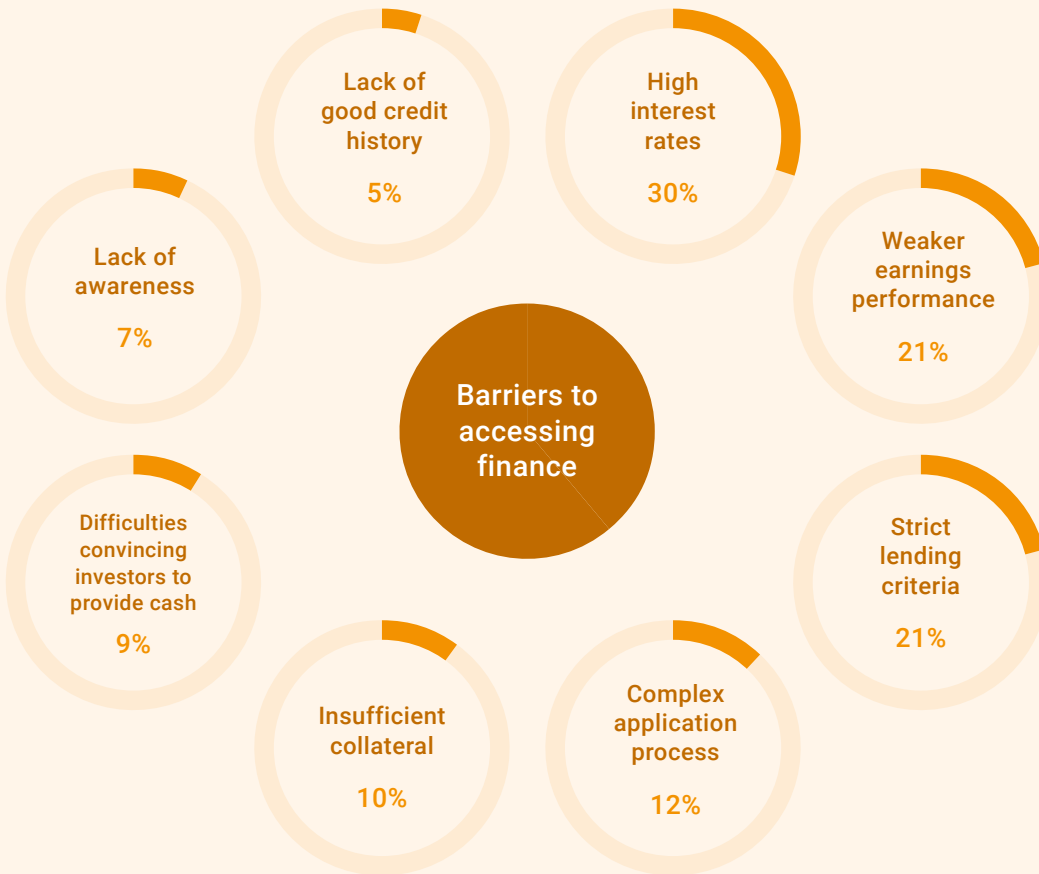 Barriers to
accessing
finance
High
interest
rates
30%
Weaker
earnings
performance
21%
Strict
lending
criteria
21%
Complex
application
process
12%
Insufficient
collateral
10%
Difficulties
convincing
investors to
provide cash
9%
Lack of
awareness
7%
Lack of
good credit
history
5%